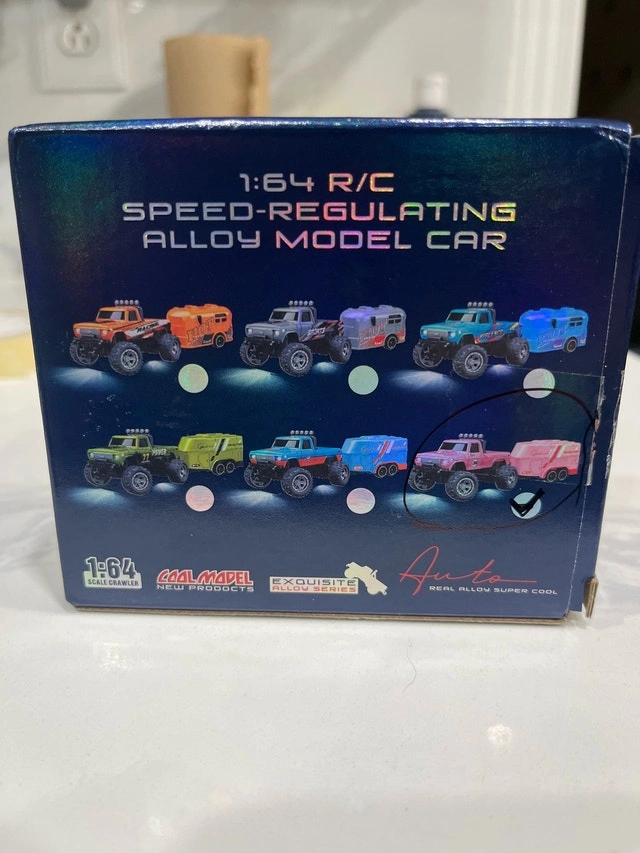 1:64 R/C
SPEED-REGULATING
ALLOY MODEL CAR
1:64
SCALE CRAWLER
COOL MODEL
NEW PRODOCTS
EXQUISITE
ALLOY SERIES
Auto
REAL ALLOY SUPER COOL